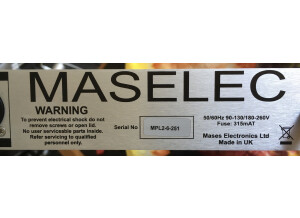 MASELEC
WARNING
To prevent electrical shock do not
remove screws or open lid.
No user serviceable parts inside.
Refer servicing to qualified
personnel only.
Serial No
MPL2-6-251
50/60Hz 90-130/180-260V
Fuse: 315mAT
Mases Electronics Ltd
Made in UK